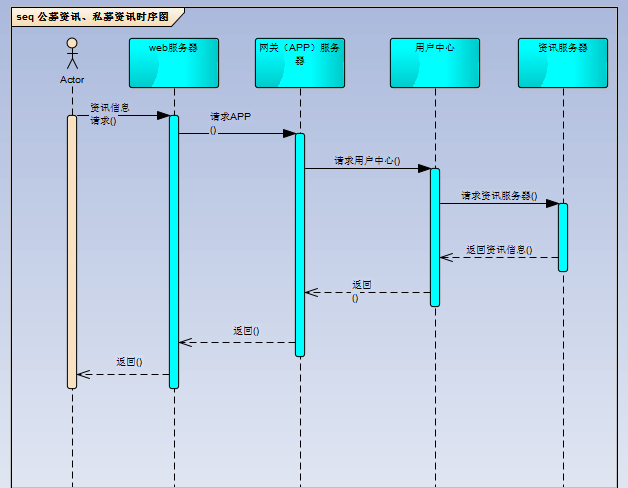 seq 公募资讯、私募资讯时序图
Actor
web服务器
网关（APP）服务
器
用户中心
资讯服务器
资讯信息
请求()
请求APP
()
请求用户中心()
请求资讯服务器()
返回资讯信息()
返回
()
返回()
返回()